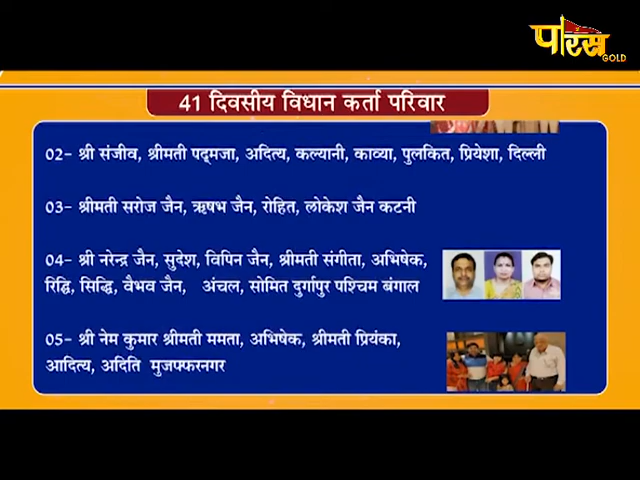 पारस
GOLD
41 दिवसीय विधान कर्ता परिवार
02- श्री संजीव, श्रीमती पद्मजा, आदित्य, कल्यानी, काव्या, पुलकित, प्रियेशा, दिल्ली
03- श्रीमती सरोज जैन, ऋषभ जैन, रोहित, लोकेश जैन कटनी
04- श्री नरेन्द्र जैन, सुदेश, विपिन जैन, श्रीमती संगीता, अभिषेक,
रिद्धि, सिद्धि, वैभव जैन, अंचल, सोमित दुर्गापुर पश्चिम बंगाल
05- श्री नेम कुमार श्रीमती ममता, अभिषेक, श्रीमती प्रियंका,
आदित्य, अदिति मुजफ्फरनगर